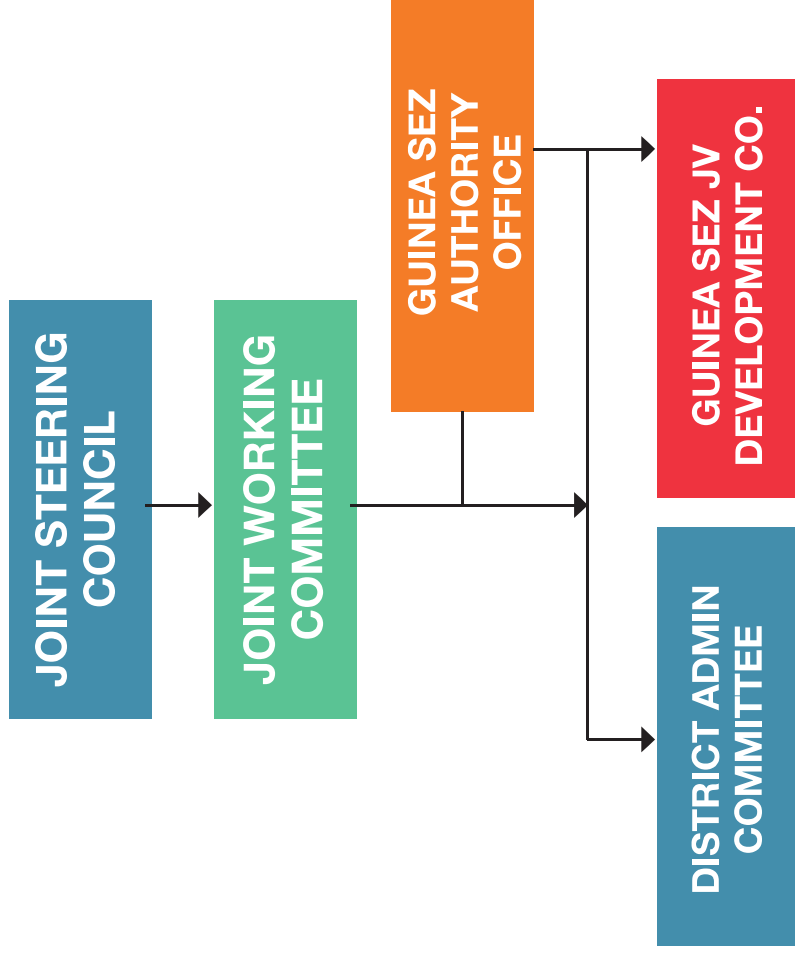 JOINT STEERING
COUNCIL
JOINT WORKING
COMMITTEE
GUINEA SEZ
AUTHORITY
OFFICE
DISTRICT ADMIN
COMMITTEE
GUINEA SEZ JV
DEVELOPMENT CO.